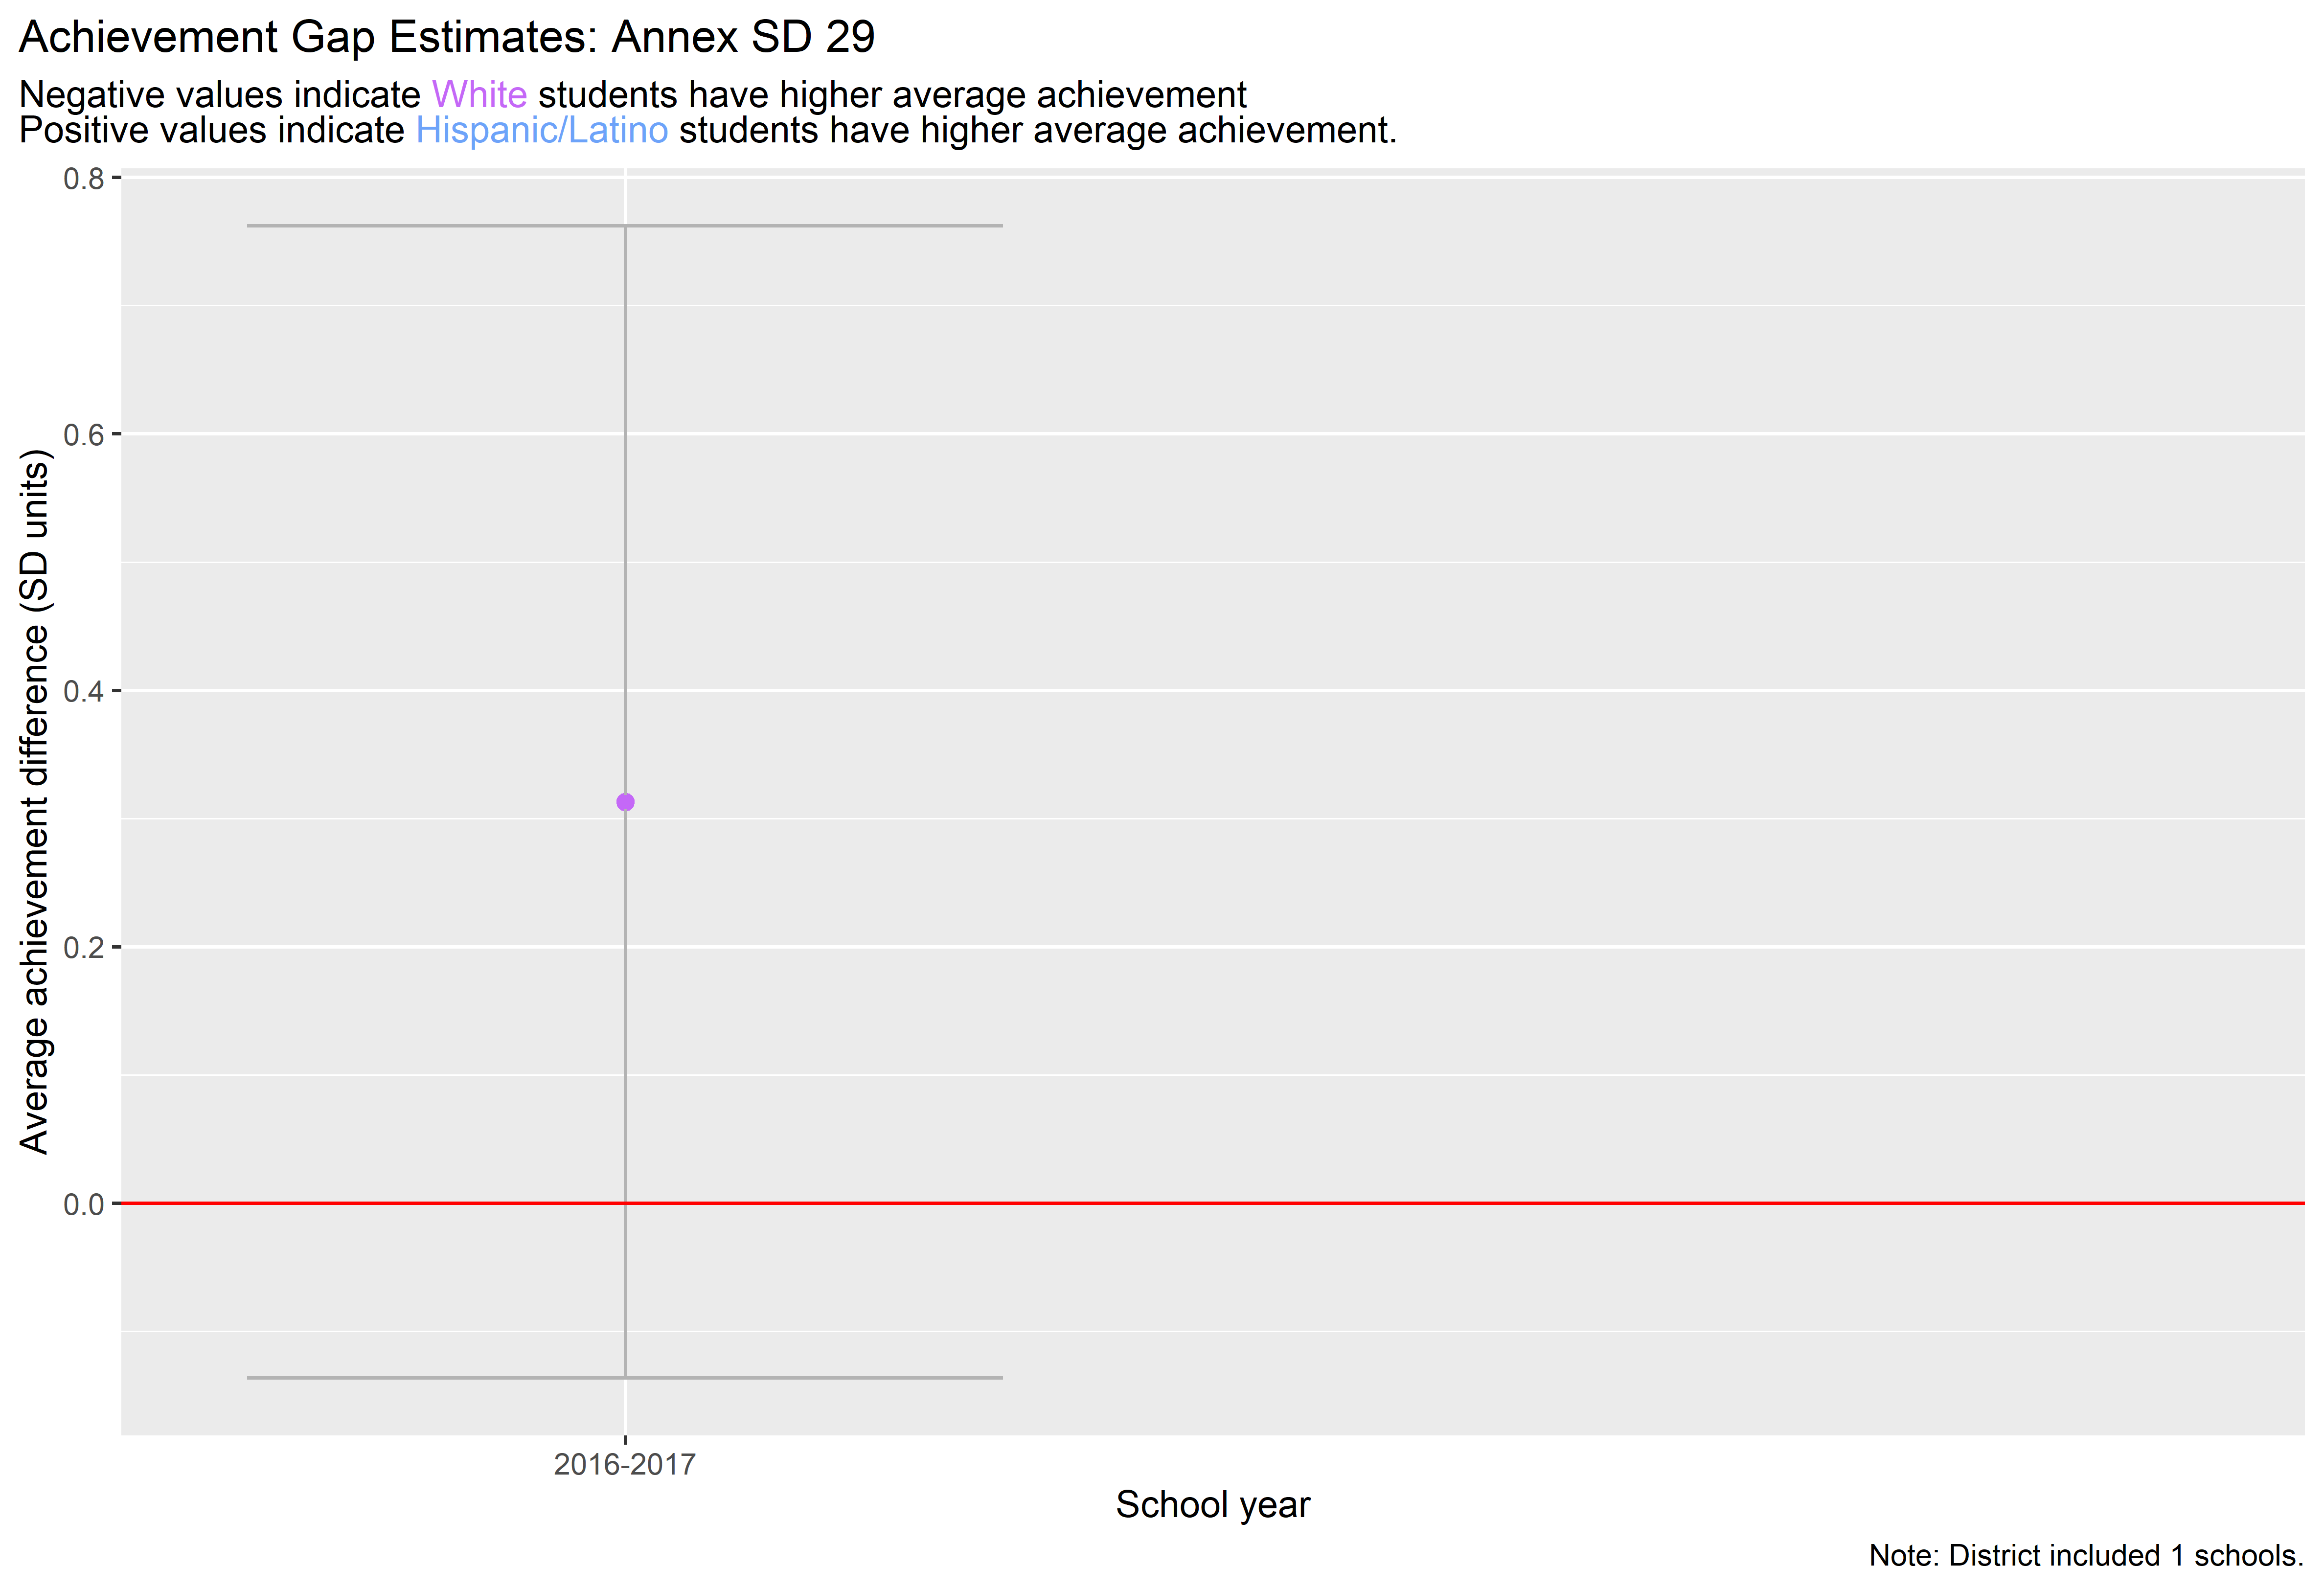 Achievement Gap Estimates: Annex SD 29
Negative values indicate White students have higher average achievement
Positive values indicate Hispanic/Latino students have higher average achievement.
Average achievement difference (SD units)
0.8
0.6
0.4
0.2
0.0
2016-2017
School year
Note: District included 1 schools.